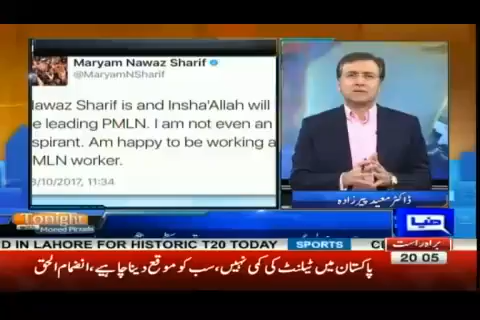 Maryam Nawaz Sharif
@MaryamNSharif
Nawaz Sharif is and Insha'Allah will
e leading PMLN. I am not even an
spirant. Am happy to be working a
MLN worker.
8/10/2017, 11:34
ڈاکٹر معید پیرزادہ
Tonight
Moeed Pirzada
دنیا
D IN LAHORE FOR HISTORIC T20 TODAY
SPORTS
CU
براہ راست
20 05
پاکستان میں ٹیلنٹ کی کمی نہیں، سب کو موقع دینا چاہیے، انضمام الحق